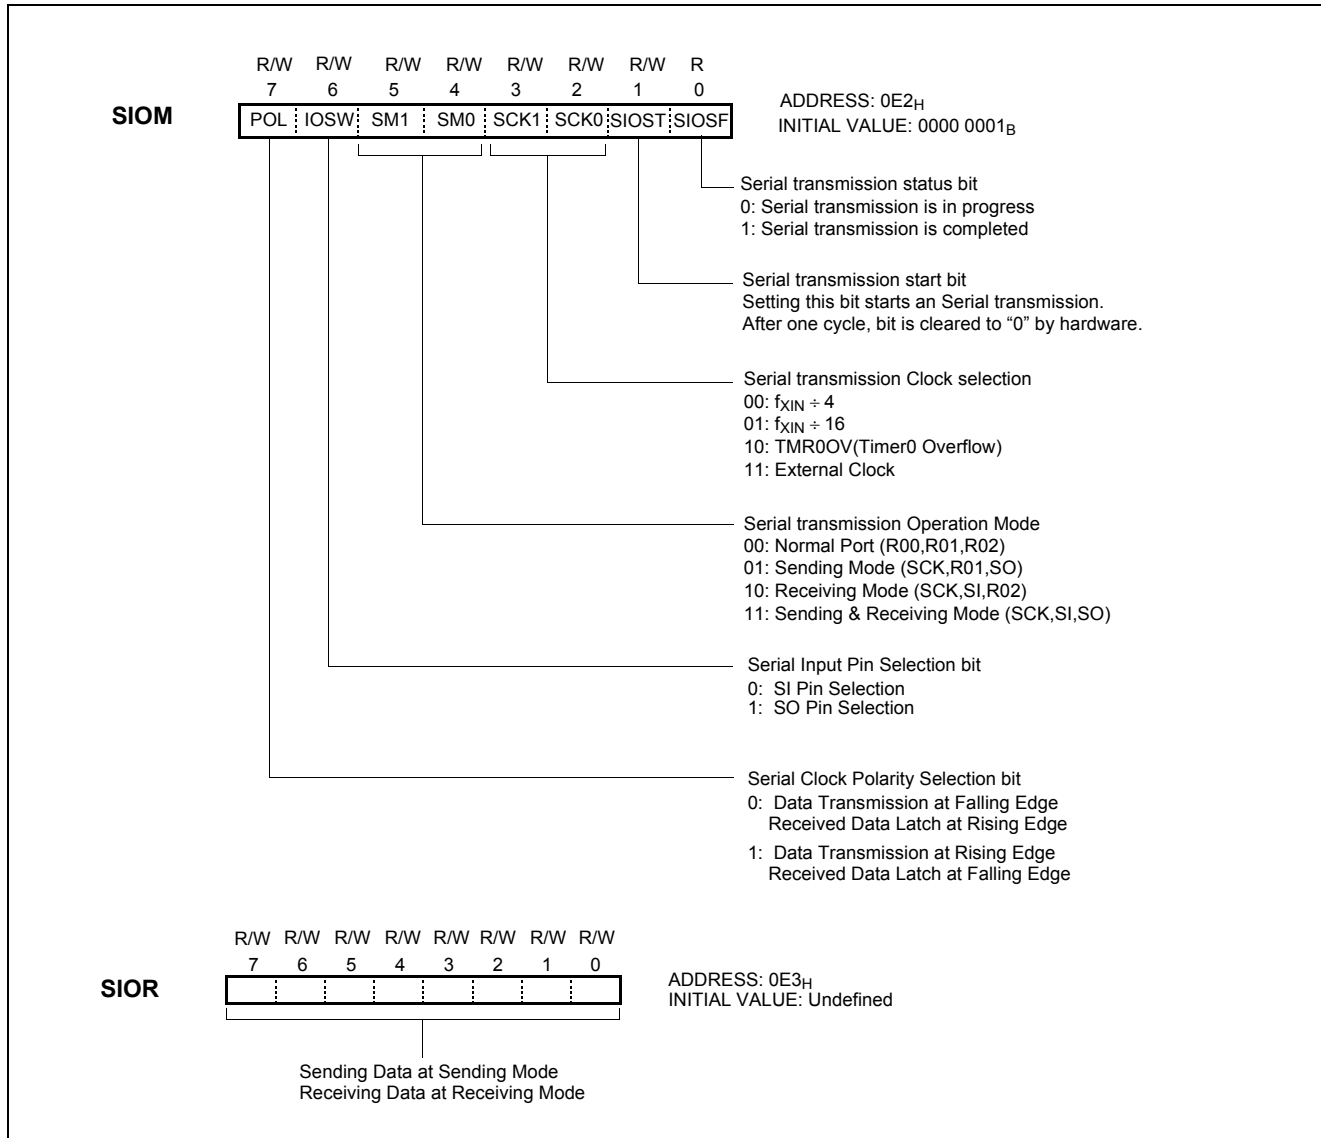 R/W R/W R/W R/W R/W R/W R/W R
7 6 5 4 3 2 1 0
SIOM
POL IOSW SM1 SM0 SCK1 SCK0 SIOST SIOSF
ADDRESS: 0E2H
INITIAL VALUE: 0000 0001B
Serial transmission status bit
0: Serial transmission is in progress
1: Serial transmission is completed
Serial transmission start bit
Setting this bit starts an Serial transmission.
After one cycle, bit is cleared to “0” by hardware.
Serial transmission Clock selection
00: fXIN ÷ 4
01: fXIN ÷ 16
10: TMR0OV(Timer0 Overflow)
11: External Clock
Serial transmission Operation Mode
00: Normal Port (R00,R01,R02)
01: Sending Mode (SCK,R01,SO)
10: Receiving Mode (SCK,SI,R02)
11: Sending & Receiving Mode (SCK,SI,SO)
Serial Input Pin Selection bit
0: SI Pin Selection
1: SO Pin Selection
Serial Clock Polarity Selection bit
0: Data Transmission at Falling Edge
Received Data Latch at Rising Edge
1: Data Transmission at Rising Edge
Received Data Latch at Falling Edge
R/W R/W R/W R/W R/W R/W R/W R/W
7 6 5 4 3 2 1 0
SIOR
ADDRESS: 0E3H
INITIAL VALUE: Undefined
Sending Data at Sending Mode
Receiving Data at Receiving Mode